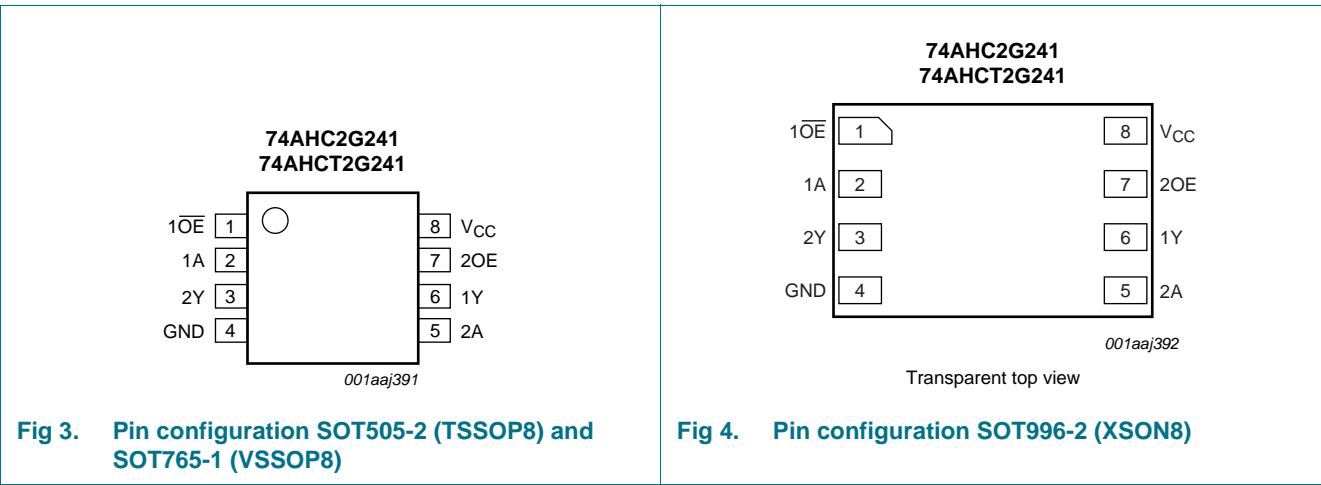 74AHC2G241
74AHCT2G241
1O̅E̅ 1 8 VCC
1A 2 7 2OE
2Y 3 6 1Y
GND 4 5 2A
001aaj391
Fig 3. Pin configuration SOT505-2 (TSSOP8) and
SOT765-1 (VSSOP8)
74AHC2G241
74AHCT2G241
1O̅E̅ 1 8 VCC
1A 2 7 2OE
2Y 3 6 1Y
GND 4 5 2A
001aaj392
Transparent top view
Fig 4. Pin configuration SOT996-2 (XSON8)